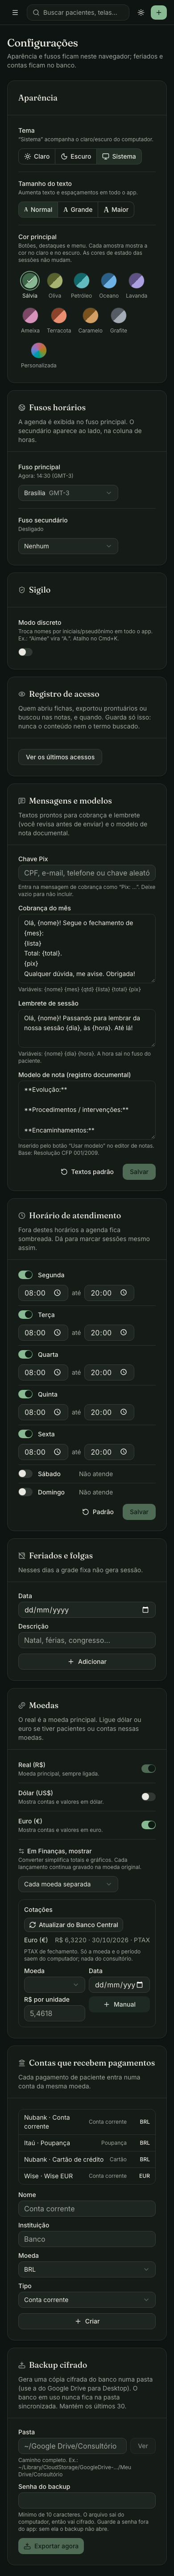 Buscar pacientes, telas...
Configurações
Aparência e fusos ficam neste navegador; feriados e
contas ficam no banco.
Aparência
Tema
"Sistema" acompanha o claro/escuro do computador.
Claro
Escuro
Sistema
Tamanho do texto
Aumenta texto e espaçamentos em todo o app.
A Normal
A Grande
A Maior
Cor principal
Botões, destaques e menu. Cada amostra mostra a
cor no claro e no escuro. As cores de estado das
sessões não mudam.
Sálvia
Oliva
Petróleo
Oceano
Lavanda
Ameixa
Terracota
Caramelo
Grafite
Personalizada
Fusos horários
A agenda é exibida no fuso principal. O
secundário aparece ao lado, na coluna de
horas.
Fuso principal
Agora: 14:30 (GMT-3)
Brasília GMT-3
Fuso secundário
Desligado
Nenhum
Sigilo
Modo discreto
Troca nomes por iniciais/pseudônimo em todo o app.
Ex.: "Aimée" vira "A.". Atalho no Cmd+K.
Registro de acesso
Quem abriu fichas, exportou prontuários ou
buscou nas notas, e quando. Guarda só isso:
nunca o conteúdo nem o termo buscado.
Ver os últimos acessos
Mensagens e modelos
Textos prontos para cobrança e lembrete
(você revisa antes de enviar) e o modelo de
nota documental.
Chave Pix
CPF, e-mail, telefone ou chave aleató
Entra na mensagem de cobrança como "Pix: ...". Deixe
vazio para não incluir.
Cobrança do mês
Olá, {nome}! Segue o fechamento de
{mes}:
{lista}
Total: {total}.
{pix}
Qualquer dúvida, me avise. Obrigada!
Variáveis: {nome} {mes} {qtd} {lista} {total} {pix}
Lembrete de sessão
Olá, {nome}! Passando para lembrar da
nossa sessão {dia}, às {hora}. Até já!
Variáveis: {nome} {dia} {hora}. A hora sai no fuso do
paciente.
Modelo de nota (registro documental)
**Evolução:**
**Procedimentos / intervenções:**
**Encaminhamentos:**
Inserido pelo botão "Usar modelo" no editor de notas.
Base: Resolução CFP 001/2009.
Textos padrão
Salvar
Horário de atendimento
Fora destes horários a agenda fica
sombreada. Dá para marcar sessões mesmo
assim.
Segunda
08:00 até 20:00
Terça
08:00 até 20:00
Quarta
08:00 até 20:00
Quinta
08:00 até 20:00
Sexta
08:00 até 20:00
Sábado Não atende
Domingo Não atende
Padrão
Salvar
Feriados e folgas
Nesses dias a grade fixa não gera sessão.
Data
dd/mm/yyyy
Descrição
Natal, férias, congresso...
+ Adicionar
Moedas
O real é a moeda principal. Ligue dólar ou
euro se tiver pacientes ou contas nessas
moedas.
Real (R$)
Moeda principal, sempre ligada.
Dólar (US$)
Mostra contas e valores em dólar.
Euro (€)
Mostra contas e valores em euro.
Em Finanças, mostrar
Converter simplifica totais e gráficos. Cada
lançamento continua gravado na moeda original.
Cada moeda separada
Cotações
Atualizar do Banco Central
Euro (€) R$ 6,3220 · 30/10/2026 · PTAX
PTAX de fechamento. Só a moeda e o período
saem do computador; nada do consultório.
Moeda
Data
dd/mm/yyyy
R$ por unidade
5,4618
+ Manual
Contas que recebem pagamentos
Cada pagamento de paciente entra numa
conta da mesma moeda.
Nubank · Conta
corrente
Conta corrente BRL
Itaú · Poupança Poupança BRL
Nubank · Cartão de crédito Cartão BRL
Wise · Wise EUR Conta corrente EUR
Nome
Conta corrente
Instituição
Banco
Moeda
BRL
Tipo
Conta corrente
+ Criar
Backup cifrado
Gera uma cópia cifrada do banco numa pasta
(use a do Google Drive para Desktop). O
banco em uso nunca fica na pasta
sincronizada. Mantém os últimos 30.
Pasta
~/Google Drive/Consultório
Ver
Caminho completo. Ex.:
~/Library/CloudStorage/GoogleDrive-.../Meu
Drive/Consultório
Senha do backup
Mínimo de 10 caracteres. O arquivo sai do
computador, então vai cifrado. Guarde a senha fora
do app: sem ela o backup não abre.
Exportar agora